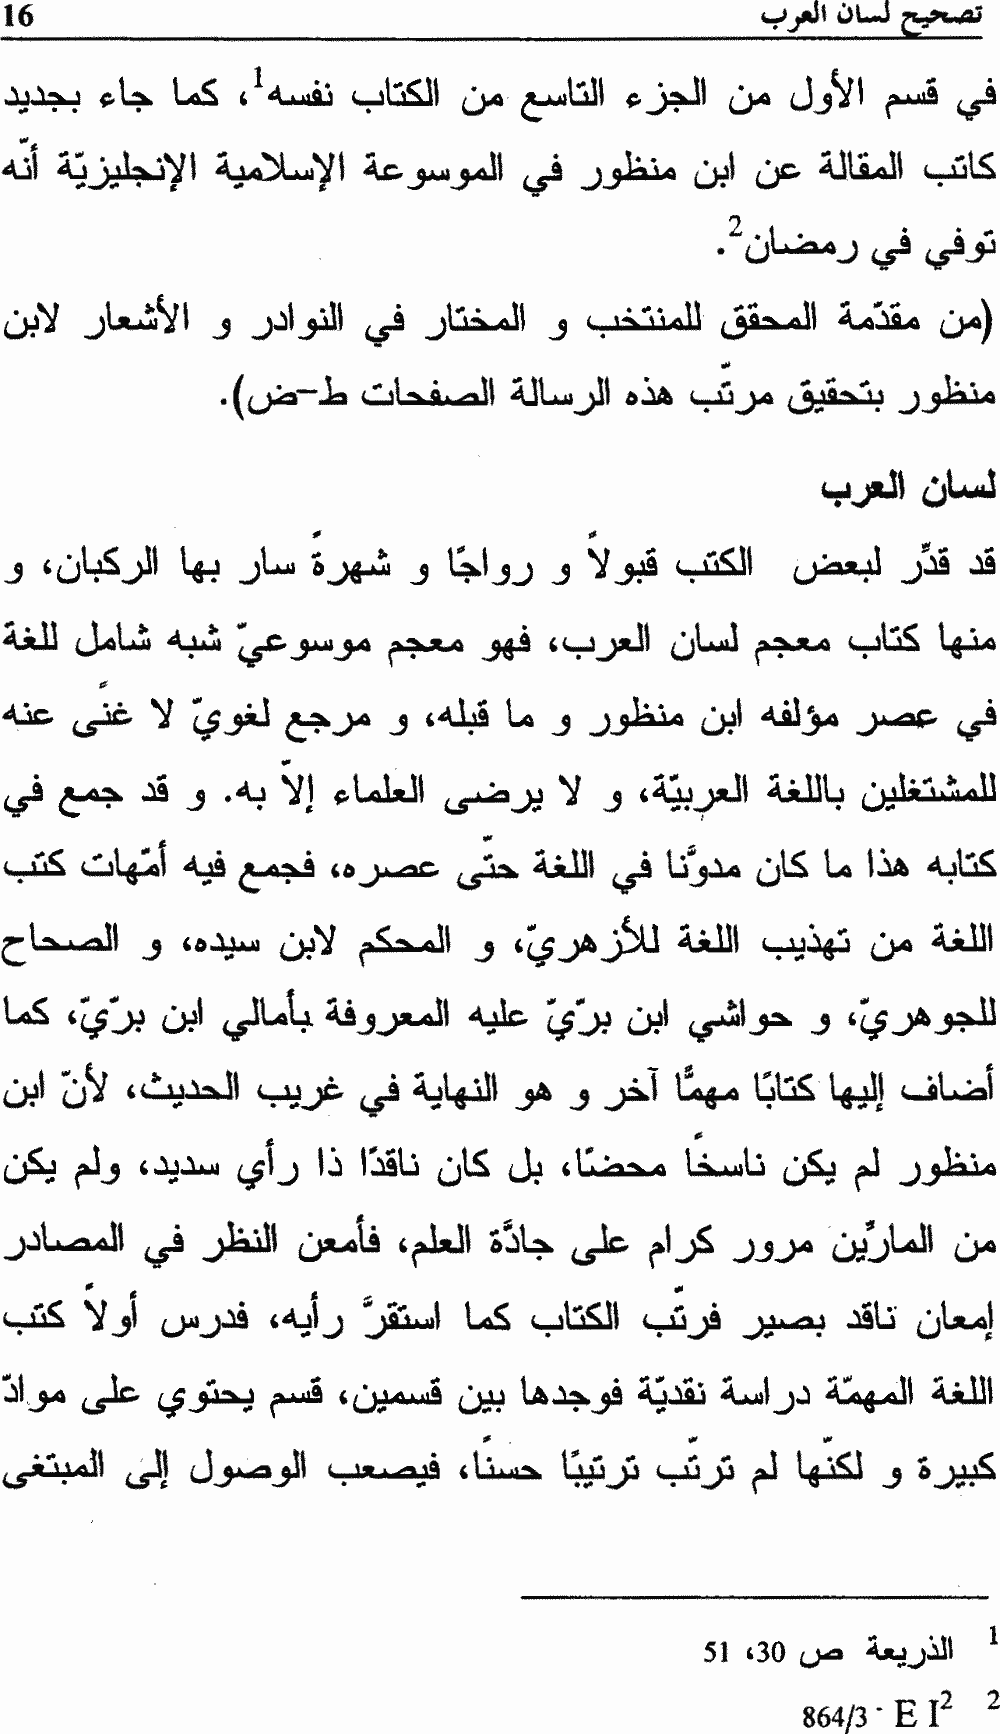 تصحيح لسان العرب 16
في قسم الأول من الجزء التاسع من الكتاب نفسه1، كما جاء بجديد
كاتب المقالة عن ابن منظور في الموسوعة الإسلامية الإنجليزيّة أنّه
توفي في رمضان2.
(من مقدّمة المحقق للمنتخب و المختار في النوادر و الأشعار لابن
منظور بتحقيق مرتّب هذه الرسالة الصفحات ط-ض).
لسان العرب
قد قدِّر لبعض الكتب قبولاً و رواجًا و شهرةً سار بها الركبان، و
منها كتاب معجم لسان العرب، فهو معجم موسوعيّ شبه شامل للغة
في عصر مؤلفه ابن منظور و ما قبله، و مرجع لغويّ لا غنًى عنه
للمشتغلين باللغة العربيّة، و لا يرضى العلماء إلاّ به. و قد جمع في
كتابه هذا ما كان مدوَّنا في اللغة حتّى عصره، فجمع فيه أمّهات كتب
اللغة من تهذيب اللغة للأزهريّ، و المحكم لابن سيده، و الصحاح
للجوهريّ، و حواشي ابن برّيّ عليه المعروفة بأمالي ابن برّيّ، كما
أضاف إليها كتابًا مهمًّا آخر و هو النهاية في غريب الحديث، لأنّ ابن
منظور لم يكن ناسخًا محضًا، بل كان ناقدًا ذا رأي سديد، ولم يكن
من المارِّين مرور كرام على جادَّة العلم، فأمعن النظر في المصادر
إمعان ناقد بصير فرتّب الكتاب كما استقرَّ رأيه، فدرس أولاً كتب
اللغة المهمّة دراسة نقديّة فوجدها بين قسمين، قسم يحتوي على موادّ
كبيرة و لكنّها لم ترتّب ترتيبًا حسنًا، فيصعب الوصول إلى المبتغى
1 الذريعة ص 30، 51
2 E I2 - 864/3